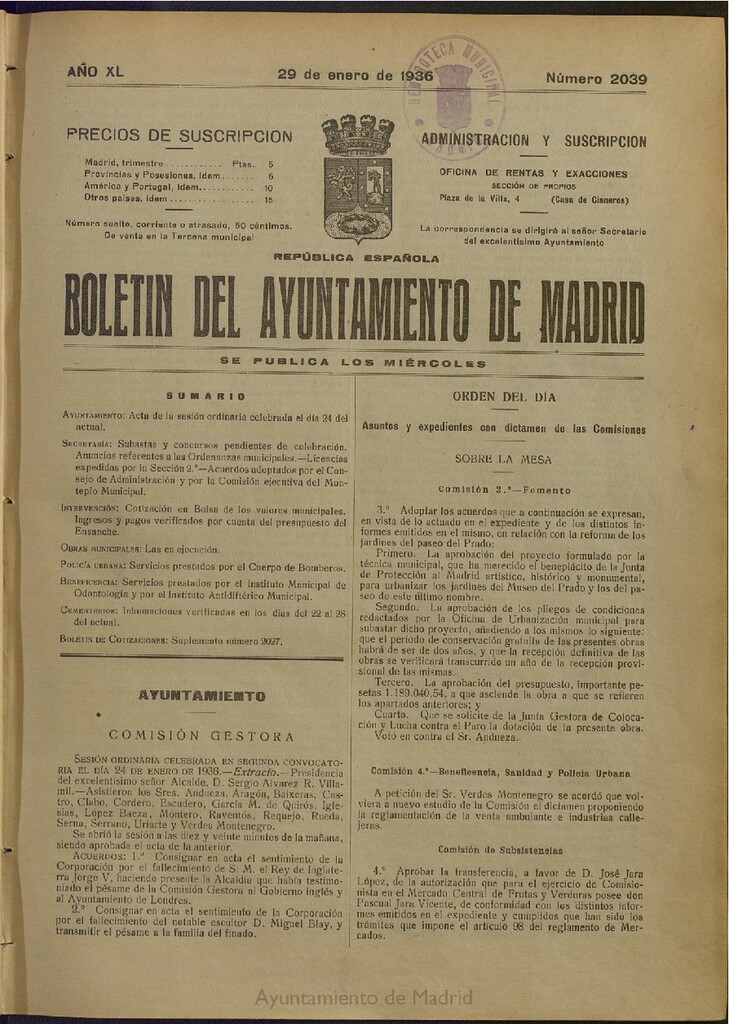 AÑO XL
29 de enero de 1936
Número 2039
HEMEROTECA MUNICIPAL
MADRID
PRECIOS DE SUSCRIPCION
Madrid, trimestre............ Ptas. 5
Provincias y Posesiones, ídem........ 6
América y Portugal, ídem........... 10
Otros países, ídem................. 15
Número suelto, corriente o atrasado, 50 céntimos.
De venta en la Tercena municipal
ADMINISTRACION Y SUSCRIPCION
OFICINA DE RENTAS Y EXACCIONES
SECCIÓN DE PROPIOS
Plaza de la Villa, 4 (Casa de Cisneros)
La correspondencia se dirigirá al señor Secretario
del excelentísimo Ayuntamiento
REPÚBLICA ESPAÑOLA
BOLETIN DEL AYUNTAMIENTO DE MADRID
SE PUBLICA LOS MIÉRCOLES
SUMARIO
AYUNTAMIENTO: Acta de la sesión ordinaria celebrada el día 24 del
actual.
SECRETARÍA: Subastas y concursos pendientes de celebración.
Anuncios referentes a las Ordenanzas municipales.—Licencias
expedidas por la Sección 2.ª—Acuerdos adoptados por el Con-
sejo de Administración y por la Comisión ejecutiva del Mon-
tepío Municipal.
INTERVENCIÓN: Cotización en Bolsa de los valores municipales.
Ingresos y pagos verificados por cuenta del presupuesto del
Ensanche.
OBRAS MUNICIPALES: Las en ejecución.
POLICÍA URBANA: Servicios prestados por el Cuerpo de Bomberos.
BENEFICENCIA: Servicios prestados por el Instituto Municipal de
Odontología y por el Instituto Antidiftérico Municipal.
CEMENTERIOS: Inhumaciones verificadas en los días del 22 al 28
del actual.
BOLETÍN DE COTIZACIONES: Suplemento número 2027.
AYUNTAMIENTO
COMISIÓN GESTORA
SESIÓN ORDINARIA CELEBRADA EN SEGUNDA CONVOCATO-
RIA EL DÍA 24 DE ENERO DE 1936.—Extracto.—Presidencia
del excelentísimo señor Alcalde, D. Sergio Alvarez R. Villa-
mil.—Asistieron los Sres. Andueza, Aragón, Baixeras, Cas-
tro, Clabo, Cordero, Escudero, García M. de Quirós, Igle-
sias, López Baeza, Montero, Raventós, Requejo, Rueda,
Serna, Serrano, Uriarte y Verdes Montenegro.
Se abrió la sesión a las diez y veinte minutos de la mañana,
siendo aprobada el acta de la anterior.
ACUERDOS: 1.º Consignar en acta el sentimiento de la
Corporación por el fallecimiento de S. M. el Rey de Inglate-
rra Jorge V, haciendo presente la Alcaldía que había testimo-
niado el pésame de la Comisión Gestora al Gobierno inglés y
al Ayuntamiento de Londres.
2.º Consignar en acta el sentimiento de la Corporación
por el fallecimiento del notable escultor D. Miguel Blay, y
transmitir el pésame a la familia del finado.
ORDEN DEL DÍA
Asuntos y expedientes con dictamen de las Comisiones
SOBRE LA MESA
Comisión 2.ª—Fomento
3.º Adoptar los acuerdos que a continuación se expresan,
en vista de lo actuado en el expediente y de los distintos in-
formes emitidos en el mismo, en relación con la reforma de los
jardines del paseo del Prado:
Primero. La aprobación del proyecto formulado por la
técnica municipal, que ha merecido el beneplácito de la Junta
de Protección al Madrid artístico, histórico y monumental,
para urbanizar los jardines del Museo del Prado y los del pa-
seo de este último nombre.
Segundo. La aprobación de los pliegos de condiciones
redactados por la Oficina de Urbanización municipal para
subastar dicho proyecto, añadiendo a los mismos lo siguiente:
que el período de conservación gratuita de las presentes obras
habrá de ser de dos años, y que la recepción definitiva de las
obras se verificará transcurrido un año de la recepción provi-
sional de las mismas.
Tercero. La aprobación del presupuesto, importante pe-
setas 1.189.040,54, a que asciende la obra a que se refieren
los apartados anteriores; y
Cuarto. Que se solicite de la Junta Gestora de Coloca-
ción y Lucha contra el Paro la dotación de la presente obra.
Votó en contra el Sr. Andueza.
Comisión 4.ª—Beneficencia, Sanidad y Policía Urbana
A petición del Sr. Verdes Montenegro se acordó que vol-
viera a nuevo estudio de la Comisión el dictamen proponiendo
la reglamentación de la venta ambulante e industrias calle-
jeras.
Comisión de Subsistencias
4.º Aprobar la transferencia, a favor de D. José Jara
López, de la autorización que para el ejercicio de Comisio-
nista en el Mercado Central de Frutas y Verduras posee don
Pascual Jara Vicente, de conformidad con los distintos infor-
mes emitidos en el expediente y cumplidos que han sido los
trámites que impone el artículo 98 del reglamento de Mer-
cados.
Ayuntamiento de Madrid